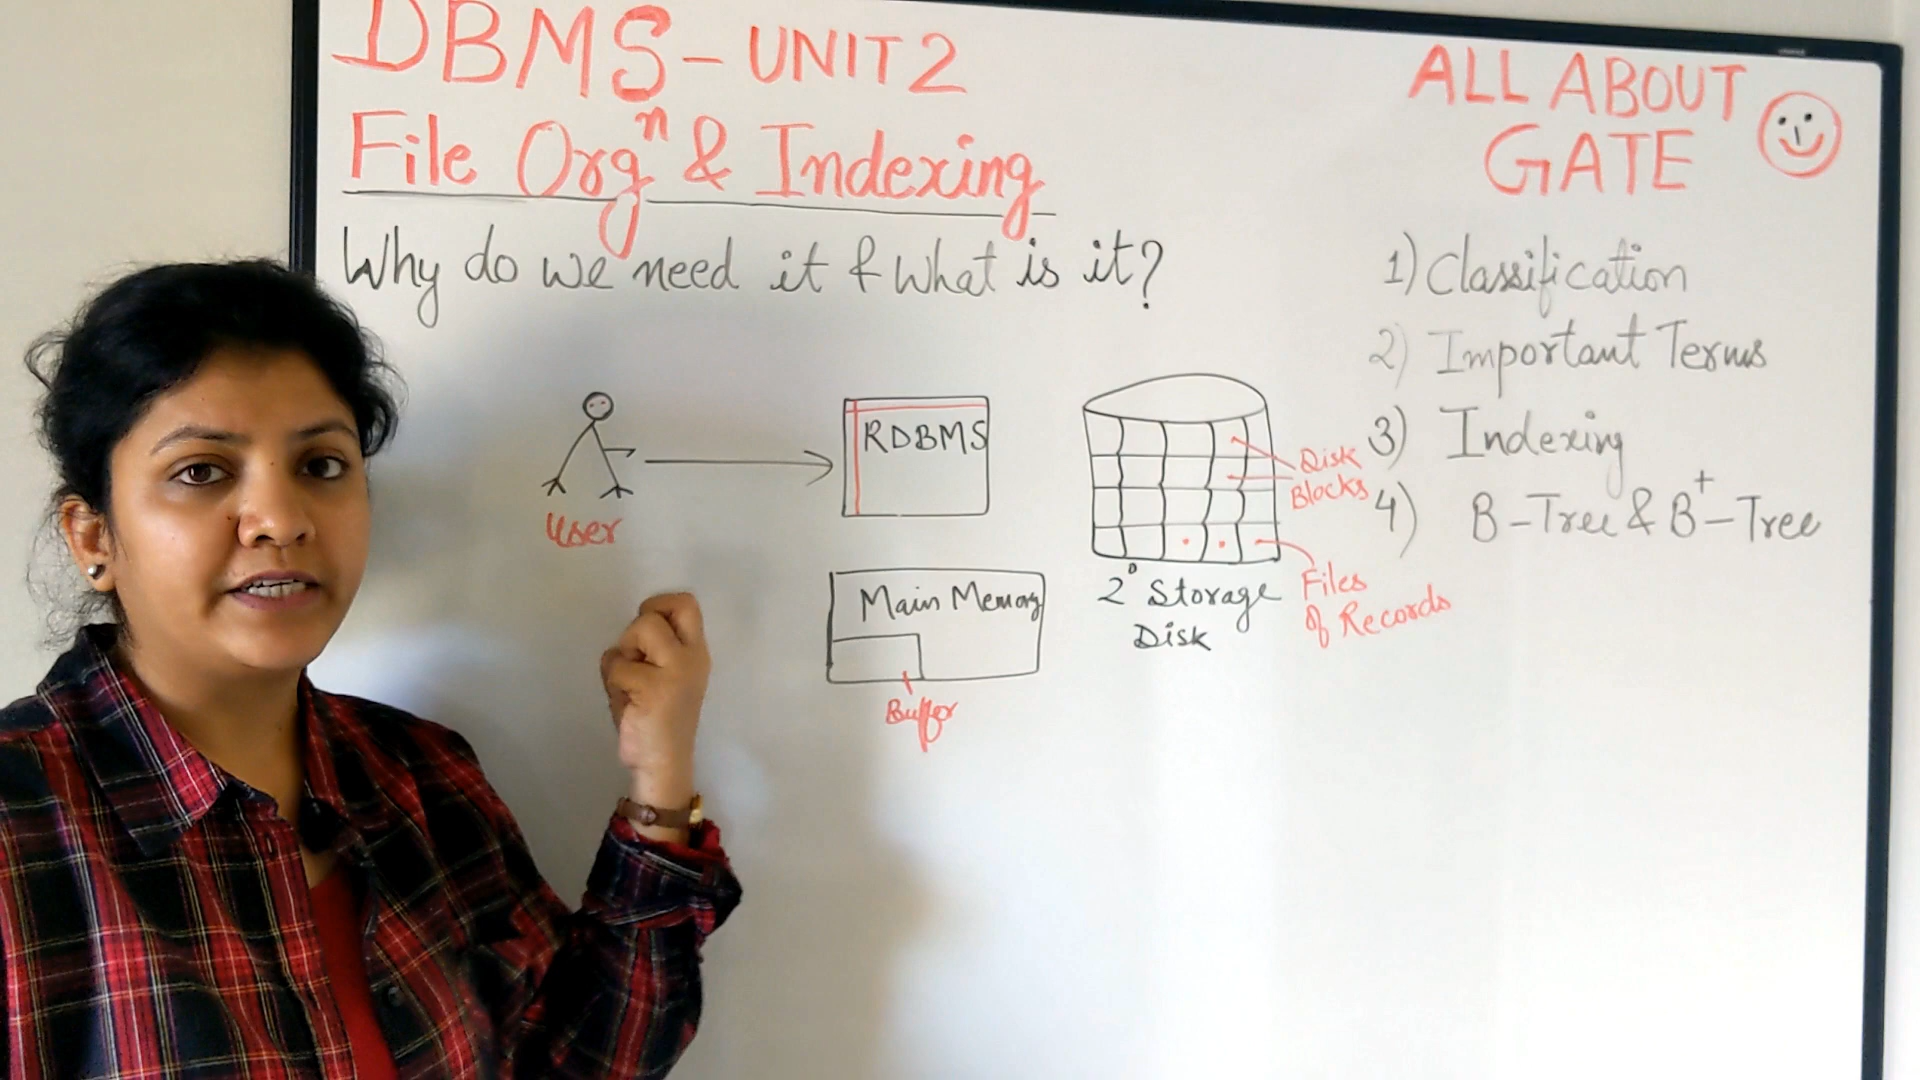 DBMS - UNIT 2
File Orgⁿ & Indexing
Why do we need it & What is it?
ALL ABOUT
GATE
1) Classification
2) Important Terms
3) Indexing
4) B-Tree & B⁺-Tree
User
RDBMS
Main Memory
Buffer
Disk
Blocks
2° Storage
Disk
Files
of Records